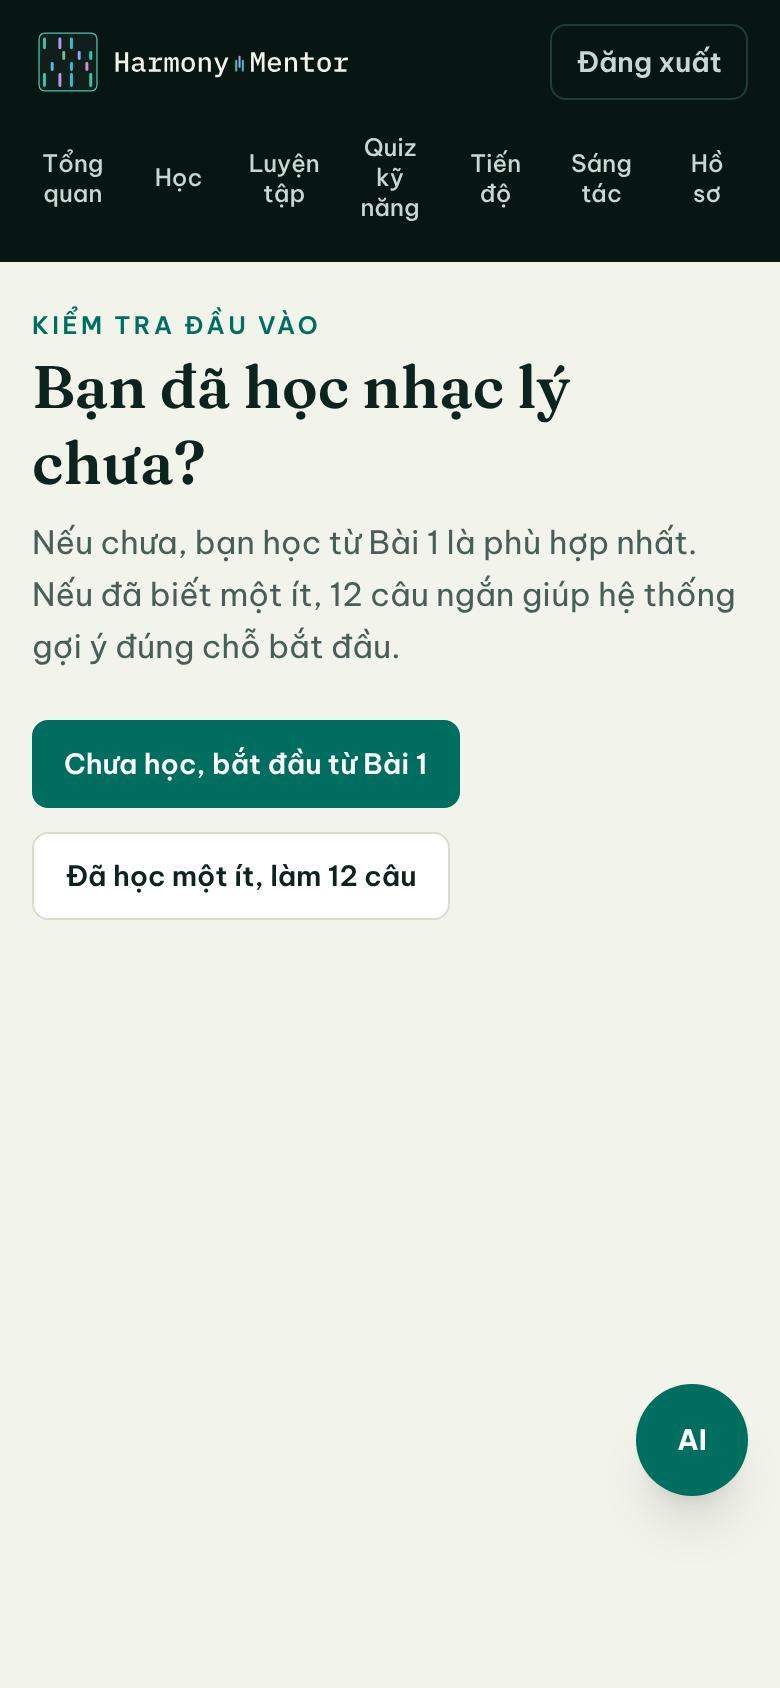 Harmony Mentor
Đăng xuất
Tổng quan
Học
Luyện tập
Quiz kỹ năng
Tiến độ
Sáng tác
Hồ sơ
KIỂM TRA ĐẦU VÀO
Bạn đã học nhạc lý
chưa?
Nếu chưa, bạn học từ Bài 1 là phù hợp nhất.
Nếu đã biết một ít, 12 câu ngắn giúp hệ thống
gợi ý đúng chỗ bắt đầu.
Chưa học, bắt đầu từ Bài 1
Đã học một ít, làm 12 câu
AI